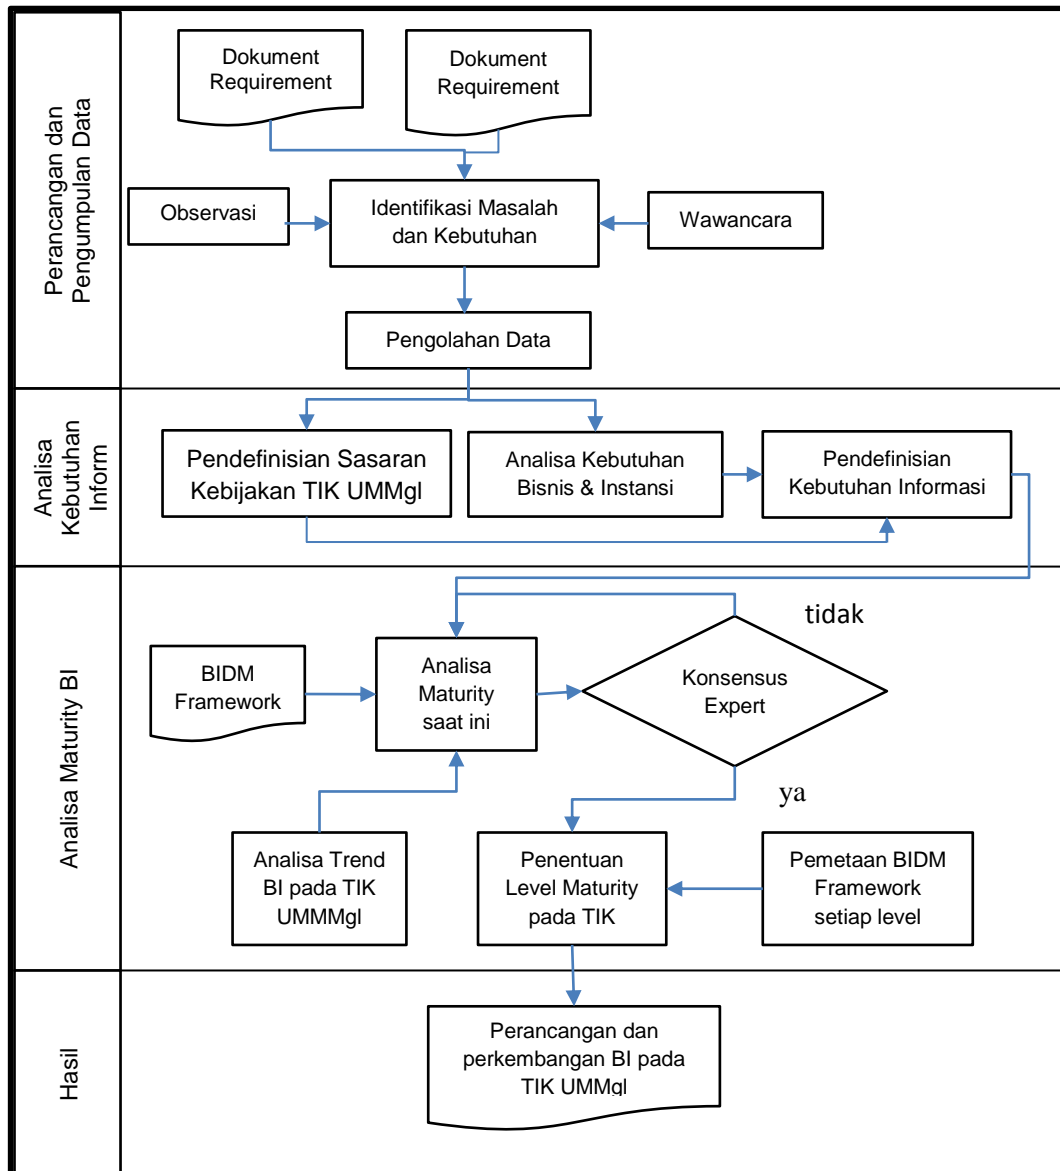 Perancangan dan
Pengumpulan Data
Dokument
Requirement
Dokument
Requirement
Observasi
Identifikasi Masalah
dan Kebutuhan
Wawancara
Pengolahan Data
Analisa
Kebutuhan
Inform
Pendefinisian Sasaran
Kebijakan TIK UMMgl
Analisa Kebutuhan
Bisnis & Instansi
Pendefinisian
Kebutuhan Informasi
Analisa Maturity BI
tidak
BIDM
Framework
Analisa
Maturity
saat ini
Konsensus
Expert
ya
Analisa Trend
BI pada TIK
UMMMgl
Penentuan
Level Maturity
pada TIK
Pemetaan BIDM
Framework
setiap level
Hasil
Perancangan dan
perkembangan BI pada
TIK UMMgl